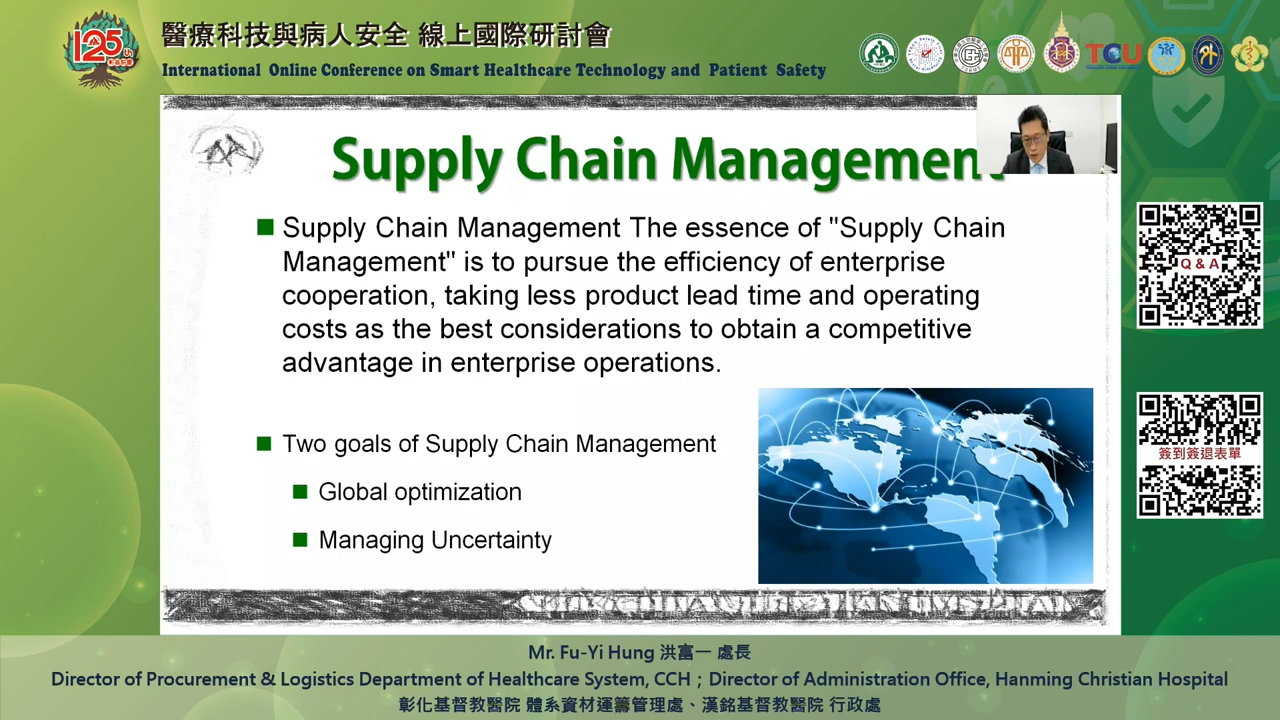 125
醫療科技與病人安全 線上國際研討會
International Online Conference on Smart Healthcare Technology and Patient Safety
TCU
Supply Chain Management
Supply Chain Management The essence of "Supply Chain
Management" is to pursue the efficiency of enterprise
cooperation, taking less product lead time and operating
costs as the best considerations to obtain a competitive
advantage in enterprise operations.
Two goals of Supply Chain Management
Global optimization
Managing Uncertainty
Q & A
簽到簽退表單
Mr. Fu-Yi Hung 洪富一 處長
Director of Procurement & Logistics Department of Healthcare System, CCH；Director of Administration Office, Hanming Christian Hospital
彰化基督教醫院 體系資材運籌管理處、漢銘基督教醫院 行政處